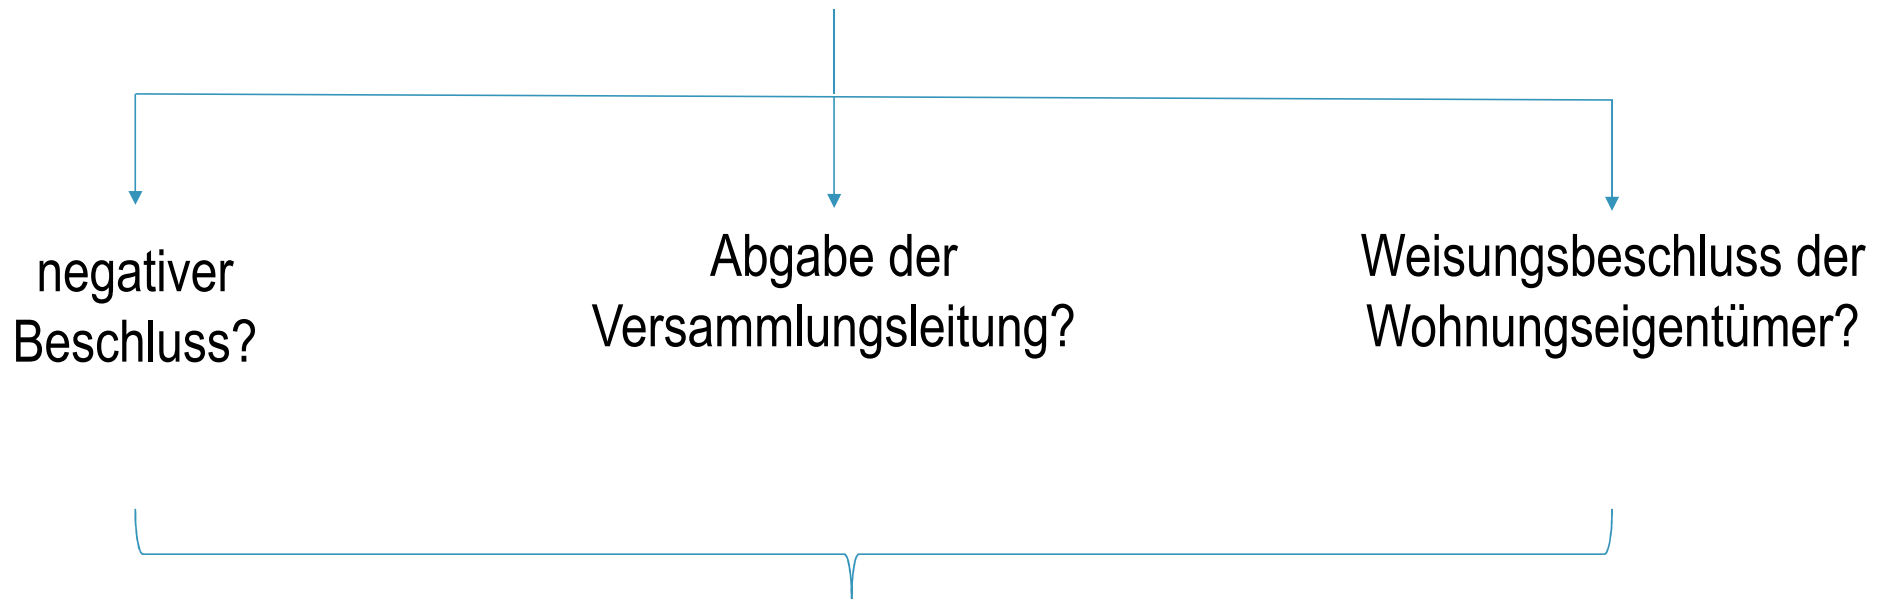 negativer
Beschluss?
Abgabe der
Versammlungsleitung?
Weisungsbeschluss der
Wohnungseigentümer?